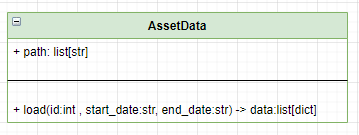 AssetData
+ path: list[str]
+ load(id:int , start_date:str, end_date:str) -> data:list[dict]